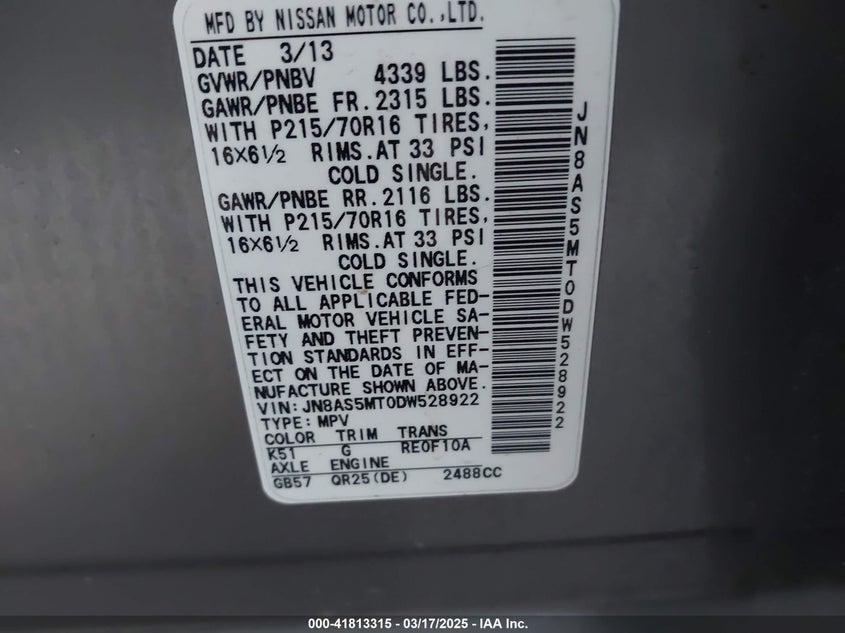 MFD BY NISSAN MOTOR CO.,LTD.
DATE 3/13
GVWR/PNBV 4339 LBS.
GAWR/PNBE FR.2315 LBS.
WITH P215/70R16 TIRES,
16X6½ RIMS.AT 33 PSI
COLD SINGLE.
GAWR/PNBE RR.2116 LBS.
WITH P215/70R16 TIRES,
16X6½ RIMS.AT 33 PSI
COLD SINGLE.
THIS VEHICLE CONFORMS
TO ALL APPLICABLE FED-
ERAL MOTOR VEHICLE SA-
FETY AND THEFT PREVEN-
TION STANDARDS IN EFF-
ECT ON THE DATE OF MA-
NUFACTURE SHOWN ABOVE.
VIN: JN8AS5MT0DW528922
TYPE: MPV
COLOR TRIM TRANS
K51 G RE0F10A
AXLE ENGINE
GB57 QR25(DE) 2488CC
JN8AS5MT0DW528922
000-41813315 - 03/17/2025 - IAA Inc.